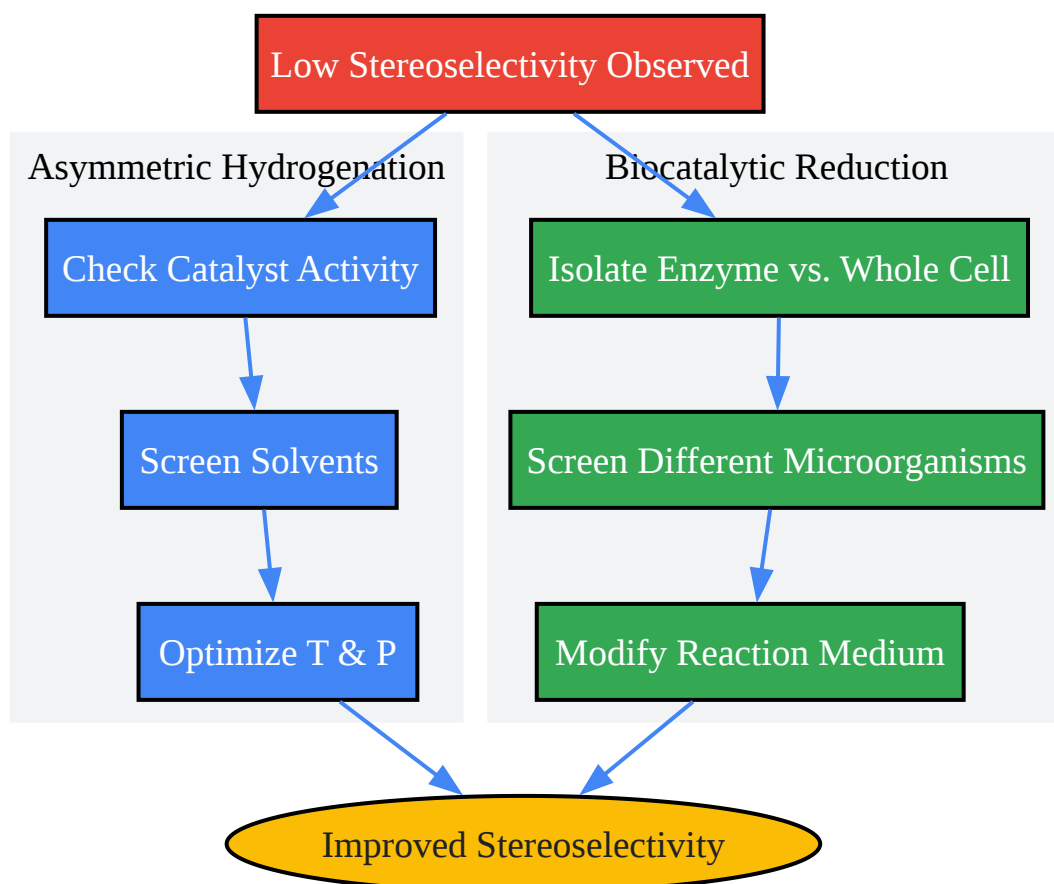 Low Stereoselectivity Observed
Asymmetric Hydrogenation
Check Catalyst Activity
Screen Solvents
Optimize T & P
Biocatalytic Reduction
Isolate Enzyme vs. Whole Cell
Screen Different Microorganisms
Modify Reaction Medium
Improved Stereoselectivity